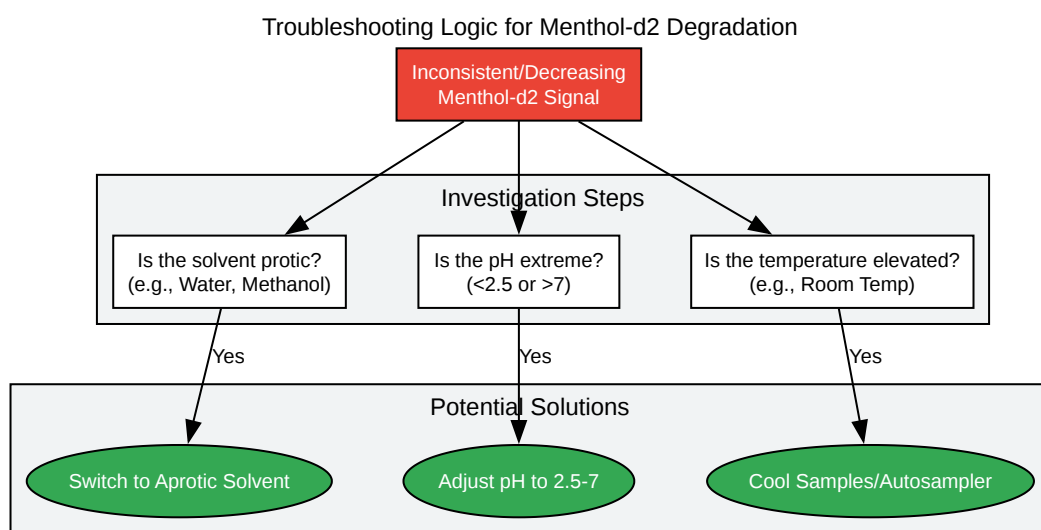 Troubleshooting Logic for Menthol-d2 Degradation
Inconsistent/Decreasing
Menthol-d2 Signal
Investigation Steps
Is the solvent protic?
(e.g., Water, Methanol)
Is the pH extreme?
(<2.5 or >7)
Is the temperature elevated?
(e.g., Room Temp)
Yes
Yes
Yes
Potential Solutions
Switch to Aprotic Solvent
Adjust pH to 2.5-7
Cool Samples/Autosampler